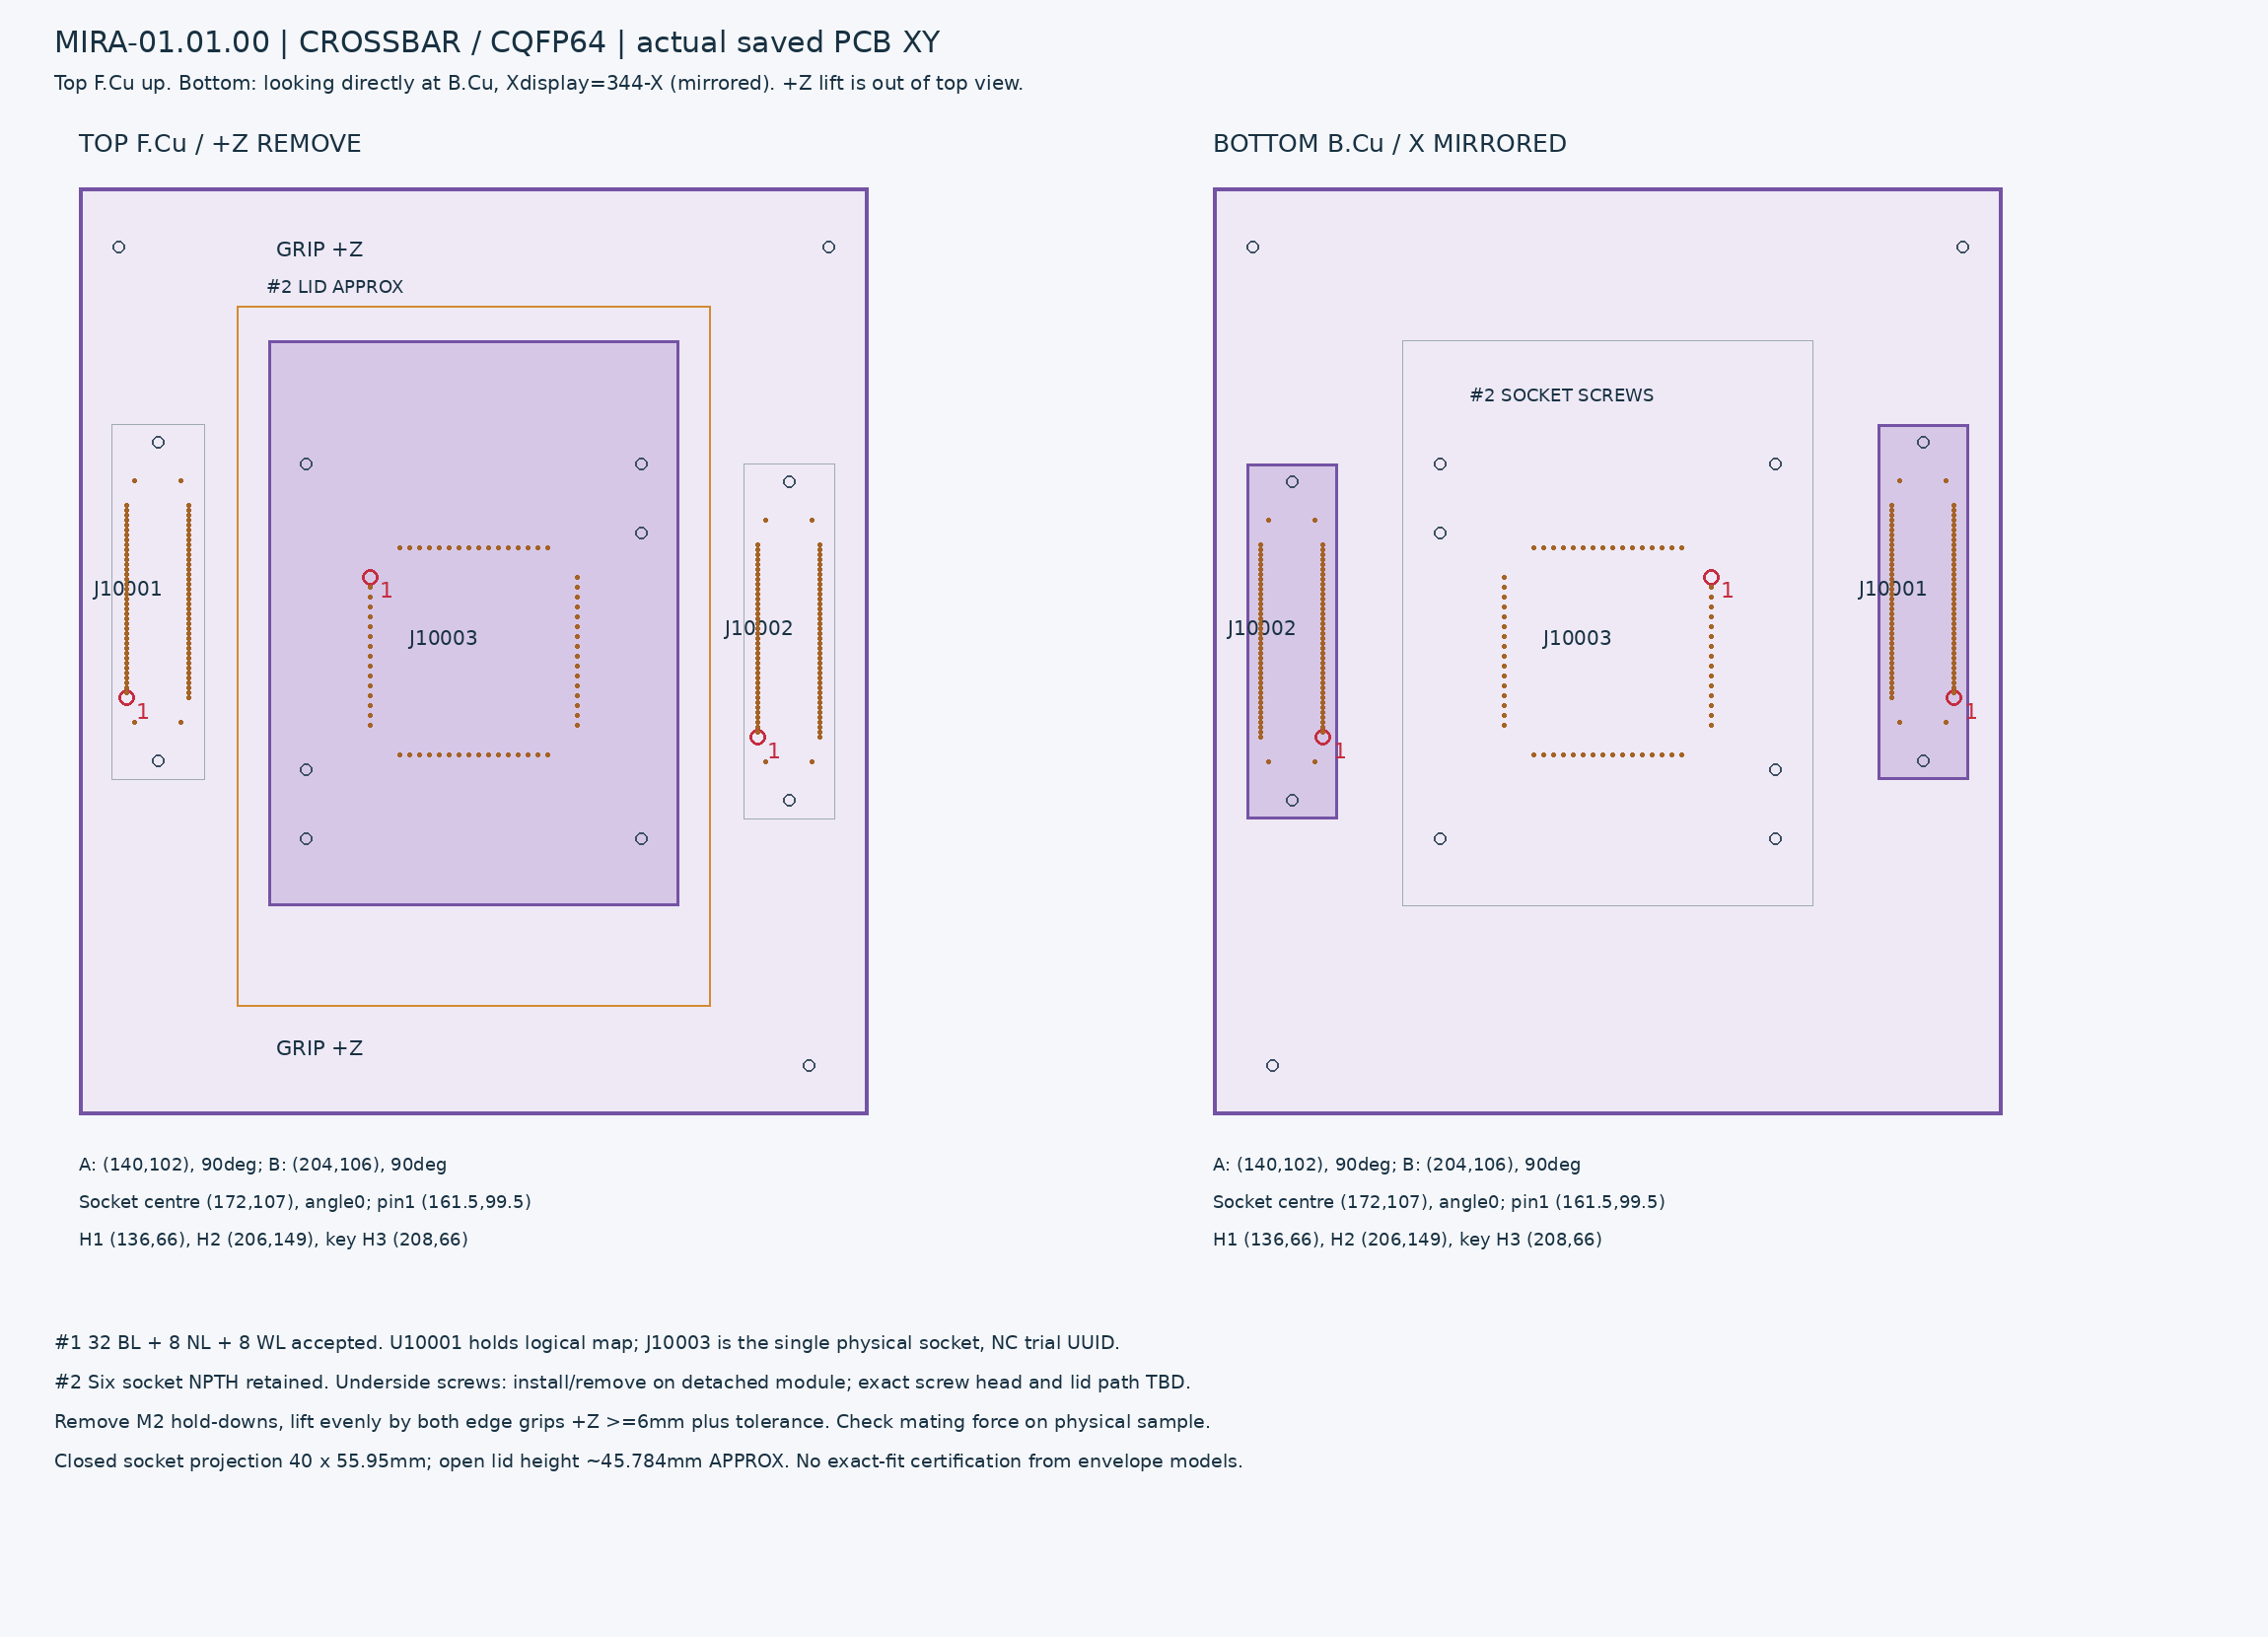 MIRA-01.01.00 | CROSSBAR / CQFP64 | actual saved PCB XY
Top F.Cu up. Bottom: looking directly at B.Cu, Xdisplay=344-X (mirrored). +Z lift is out of top view.
TOP F.Cu / +Z REMOVE
GRIP +Z
#2 LID APPROX
J10001
1
1
J10003
J10002
1
GRIP +Z
A: (140,102), 90deg; B: (204,106), 90deg
Socket centre (172,107), angle0; pin1 (161.5,99.5)
H1 (136,66), H2 (206,149), key H3 (208,66)
BOTTOM B.Cu / X MIRRORED
#2 SOCKET SCREWS
J10002
1
J10003
1
J10001
1
A: (140,102), 90deg; B: (204,106), 90deg
Socket centre (172,107), angle0; pin1 (161.5,99.5)
H1 (136,66), H2 (206,149), key H3 (208,66)
#1 32 BL + 8 NL + 8 WL accepted. U10001 holds logical map; J10003 is the single physical socket, NC trial UUID.
#2 Six socket NPTH retained. Underside screws: install/remove on detached module; exact screw head and lid path TBD.
Remove M2 hold-downs, lift evenly by both edge grips +Z >=6mm plus tolerance. Check mating force on physical sample.
Closed socket projection 40 x 55.95mm; open lid height ~45.784mm APPROX. No exact-fit certification from envelope models.